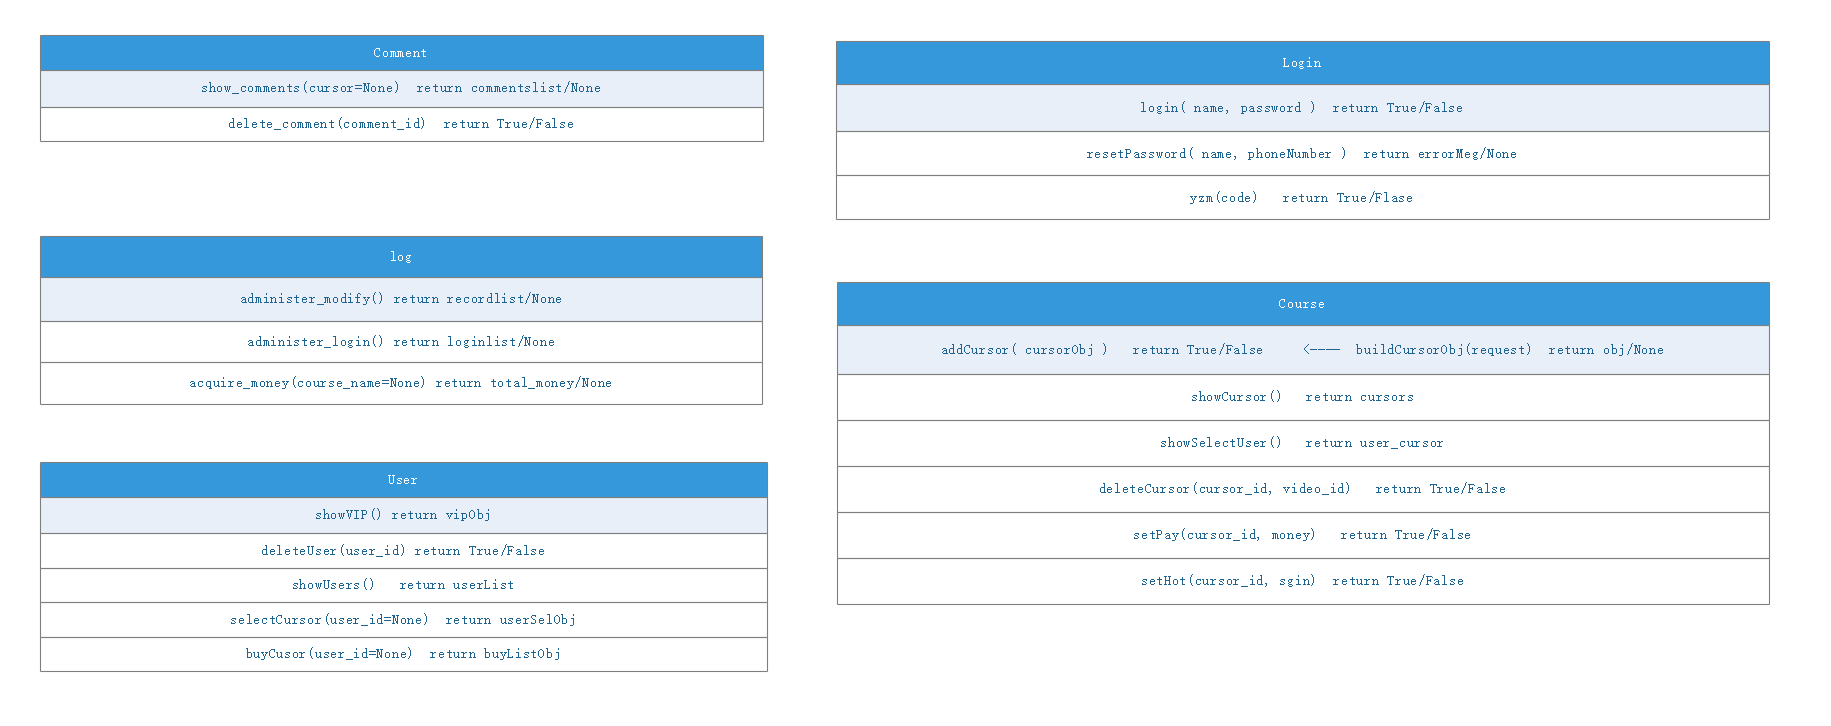 Comment
show_comments(cursor=None)  return commentslist/None
delete_comment(comment_id)  return True/False
log
administer_modify() return recordlist/None
administer_login() return loginlist/None
acquire_money(course_name=None) return total_money/None
User
showVIP() return vipObj
deleteUser(user_id) return True/False
showUsers()   return userList
selectCursor(user_id=None)  return userSelObj
buyCusor(user_id=None)  return buyListObj
Login
login( name, password )  return True/False
resetPassword( name, phoneNumber )  return errorMeg/None
yzm(code)   return True/Flase
Course
addCursor( cursorObj )   return True/False     <----  buildCursorObj(request)  return obj/None
showCursor()   return cursors
showSelectUser()   return user_cursor
deleteCursor(cursor_id, video_id)   return True/False
setPay(cursor_id, money)   return True/False
setHot(cursor_id, sgin)  return True/False